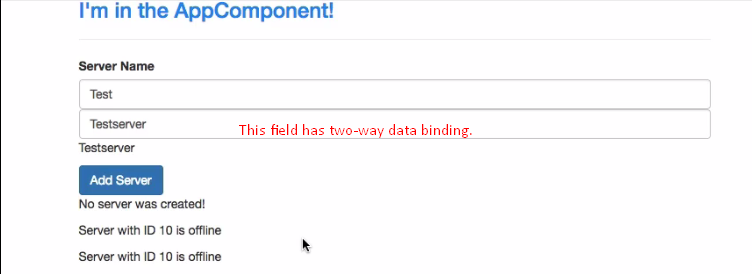 I'm in the AppComponent!
Server Name
Test
Testserver
This field has two-way data binding.
Testserver
Add Server
No server was created!
Server with ID 10 is offline
Server with ID 10 is offline